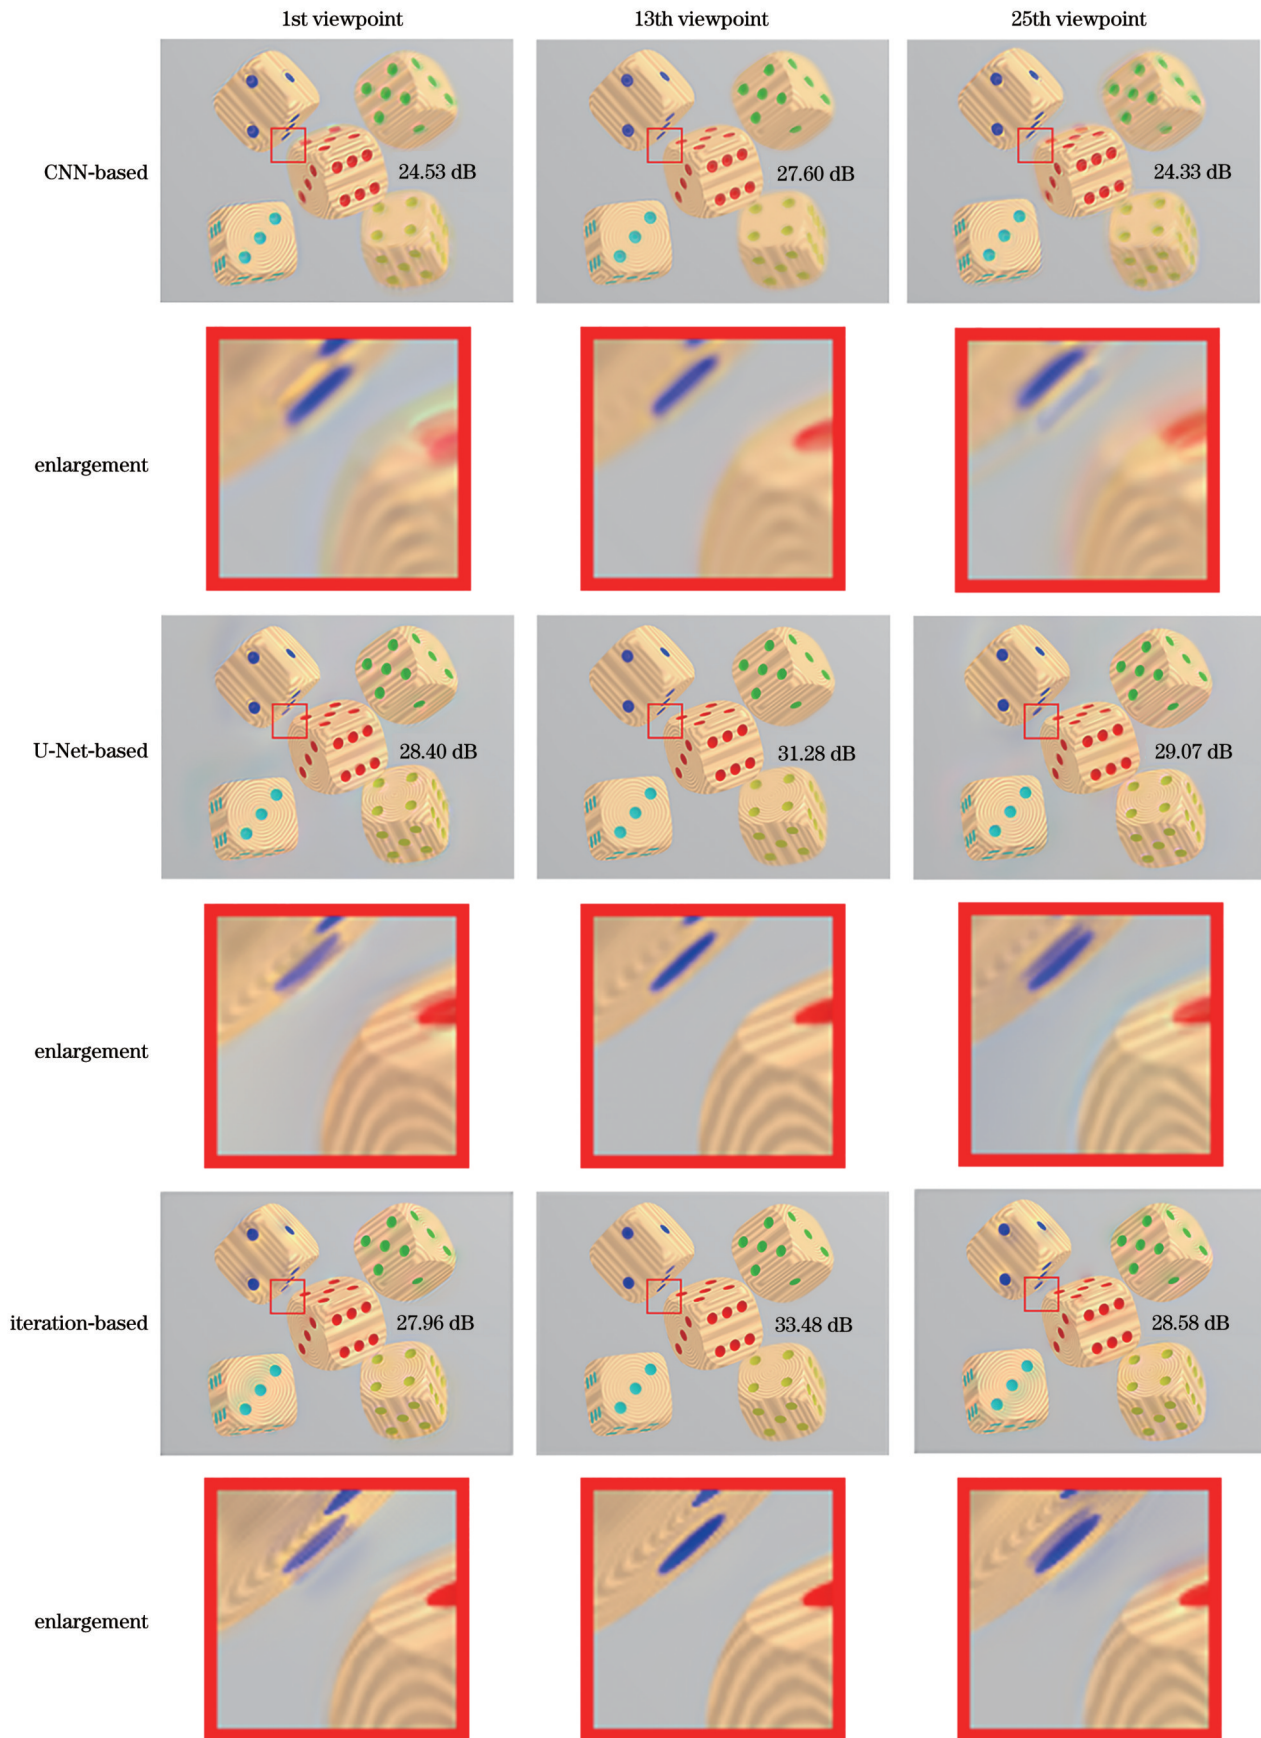 1st viewpoint 13th viewpoint 25th viewpoint
CNN-based 24.53 dB 27.60 dB 24.33 dB
enlargement
U-Net-based 28.40 dB 31.28 dB 29.07 dB
enlargement
iteration-based 27.96 dB 33.48 dB 28.58 dB
enlargement